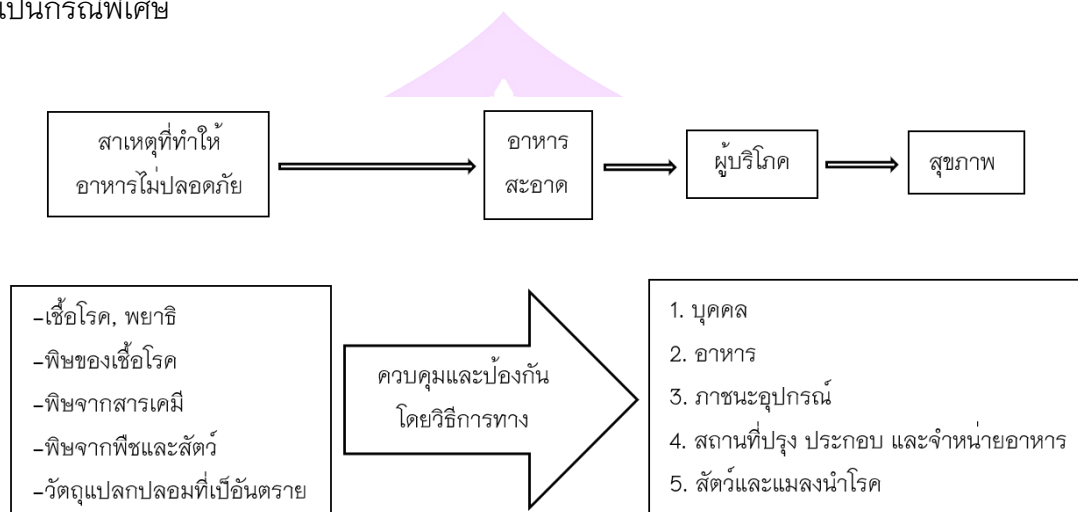 เป็นกรณีพิเศษ
สาเหตุที่ทำให้
อาหารไม่ปลอดภัย
อาหาร
สะอาด
ผู้บริโภค
สุขภาพ
-เชื้อโรค, พยาธิ
-พิษของเชื้อโรค
-พิษจากสารเคมี
-พิษจากพืชและสัตว์
-วัตถุแปลกปลอมที่เป็อันตราย
ควบคุมและป้องกัน
โดยวิธีการทาง
1. บุคคล
2. อาหาร
3. ภาชนะอุปกรณ์
4. สถานที่ปรุง ประกอบ และจำหน่ายอาหาร
5. สัตว์และแมลงนำโรค